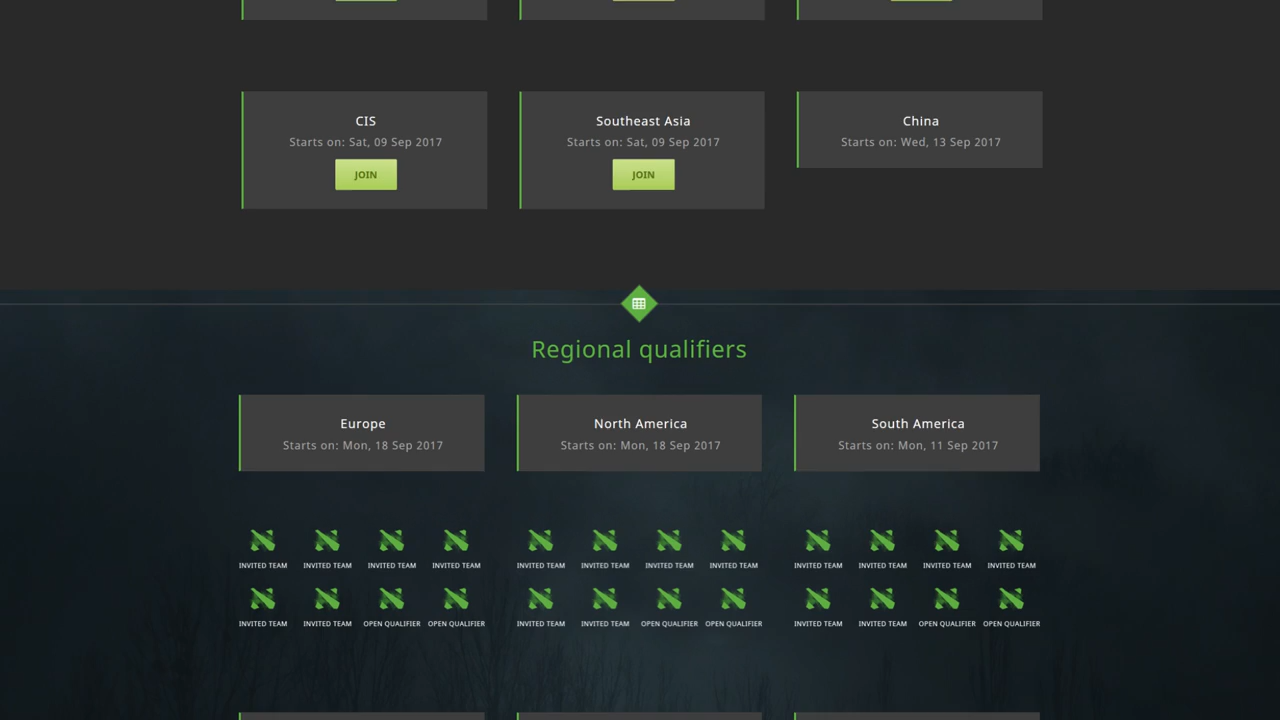 CIS
Starts on: Sat, 09 Sep 2017
JOIN
Southeast Asia
Starts on: Sat, 09 Sep 2017
JOIN
China
Starts on: Wed, 13 Sep 2017
Regional qualifiers
Europe
Starts on: Mon, 18 Sep 2017
North America
Starts on: Mon, 18 Sep 2017
South America
Starts on: Mon, 11 Sep 2017
INVITED TEAM INVITED TEAM INVITED TEAM INVITED TEAM
INVITED TEAM INVITED TEAM OPEN QUALIFIER OPEN QUALIFIER
INVITED TEAM INVITED TEAM INVITED TEAM INVITED TEAM
INVITED TEAM INVITED TEAM OPEN QUALIFIER OPEN QUALIFIER
INVITED TEAM INVITED TEAM INVITED TEAM INVITED TEAM
INVITED TEAM INVITED TEAM OPEN QUALIFIER OPEN QUALIFIER